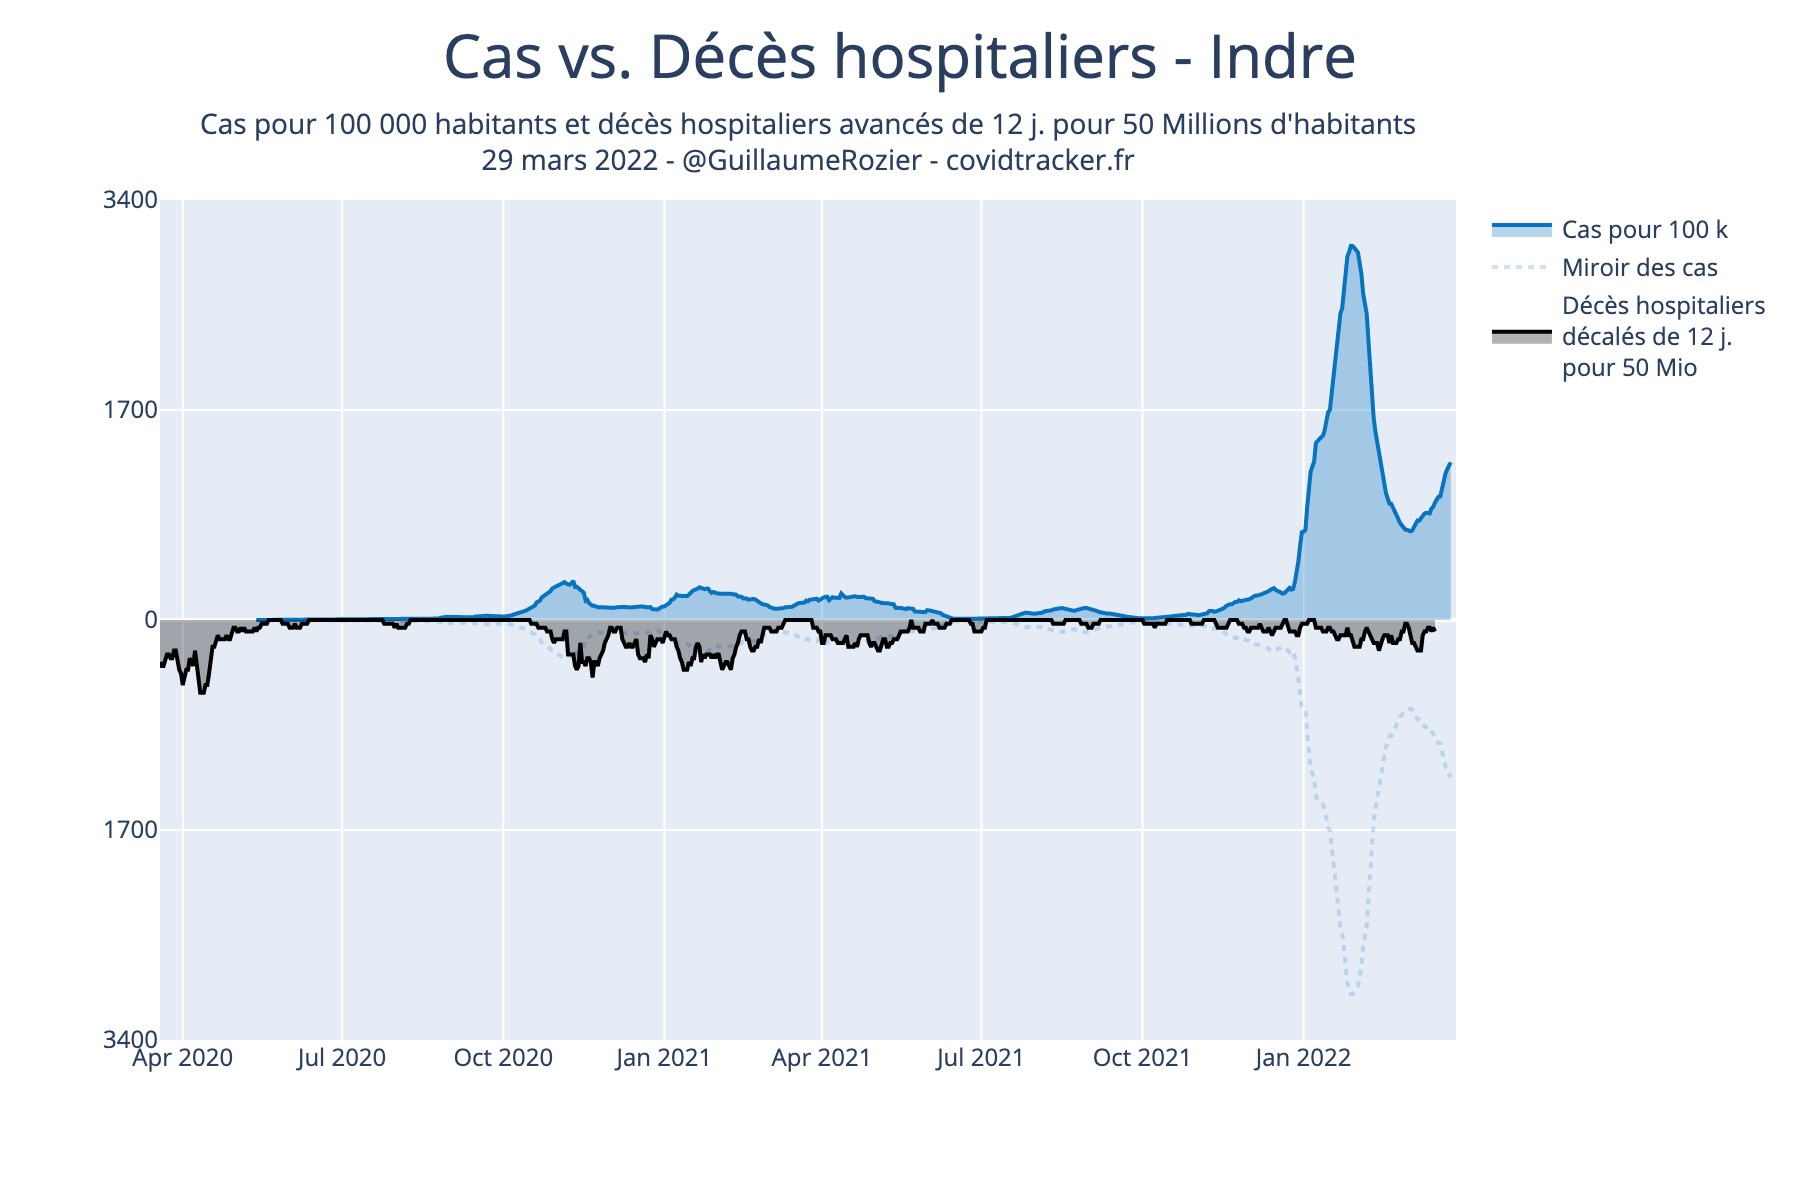 Cas vs. Décès hospitaliers - Indre
Cas pour 100 000 habitants et décès hospitaliers avancés de 12 j. pour 50 Millions d'habitants
29 mars 2022 - @GuillaumeRozier - covidtracker.fr
3400
1700
0
1700
3400
Apr 2020
Jul 2020
Oct 2020
Jan 2021
Apr 2021
Jul 2021
Oct 2021
Jan 2022
Cas pour 100 k
Miroir des cas
Décès hospitaliers
décalés de 12 j.
pour 50 Mio